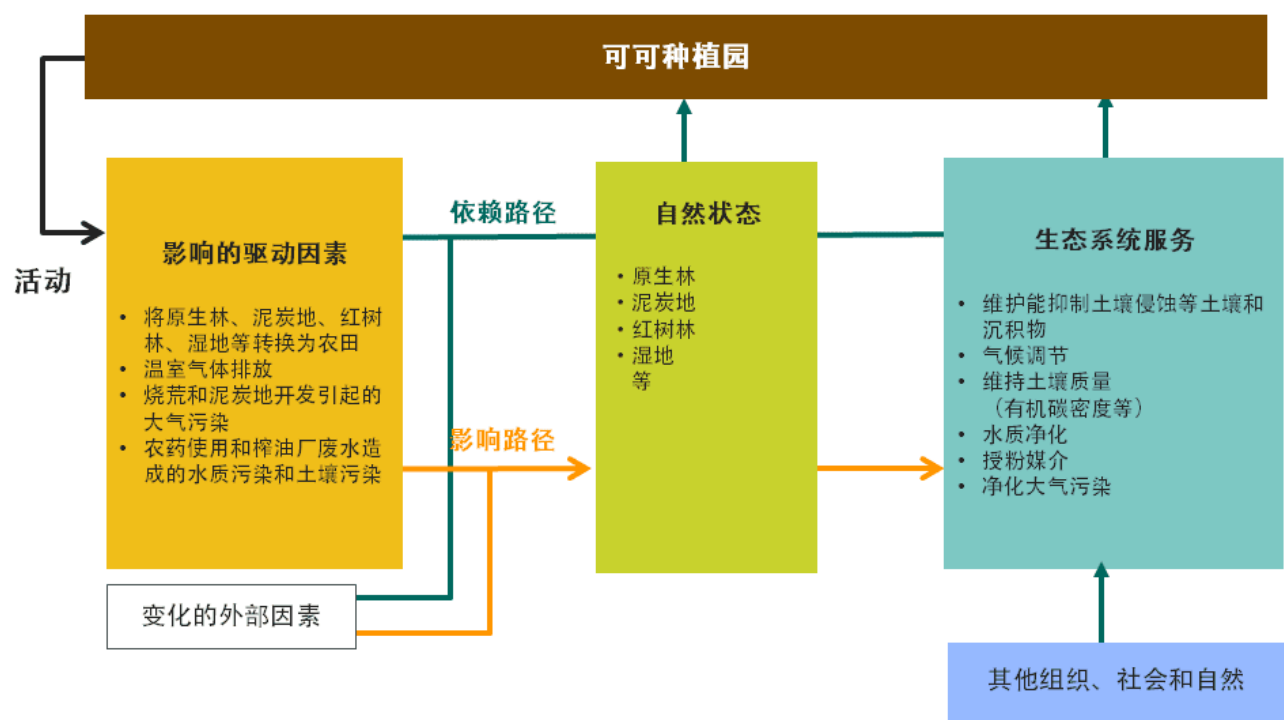 可可种植园
活动
影响的驱动因素
• 将原生林、泥炭地、红树
林、湿地等转换为农田
• 温室气体排放
• 烧荒和泥炭地开发引起的
大气污染
• 农药使用和榨油厂废水造
成的水质污染和土壤污染
变化的外部因素
依赖路径
影响路径
自然状态
• 原生林
• 泥炭地
• 红树林
• 湿地
等
生态系统服务
• 维护能抑制土壤侵蚀等土壤和
沉积物
• 气候调节
• 维持土壤质量
（有机碳密度等）
• 水质净化
• 授粉媒介
• 净化大气污染
其他组织、社会和自然